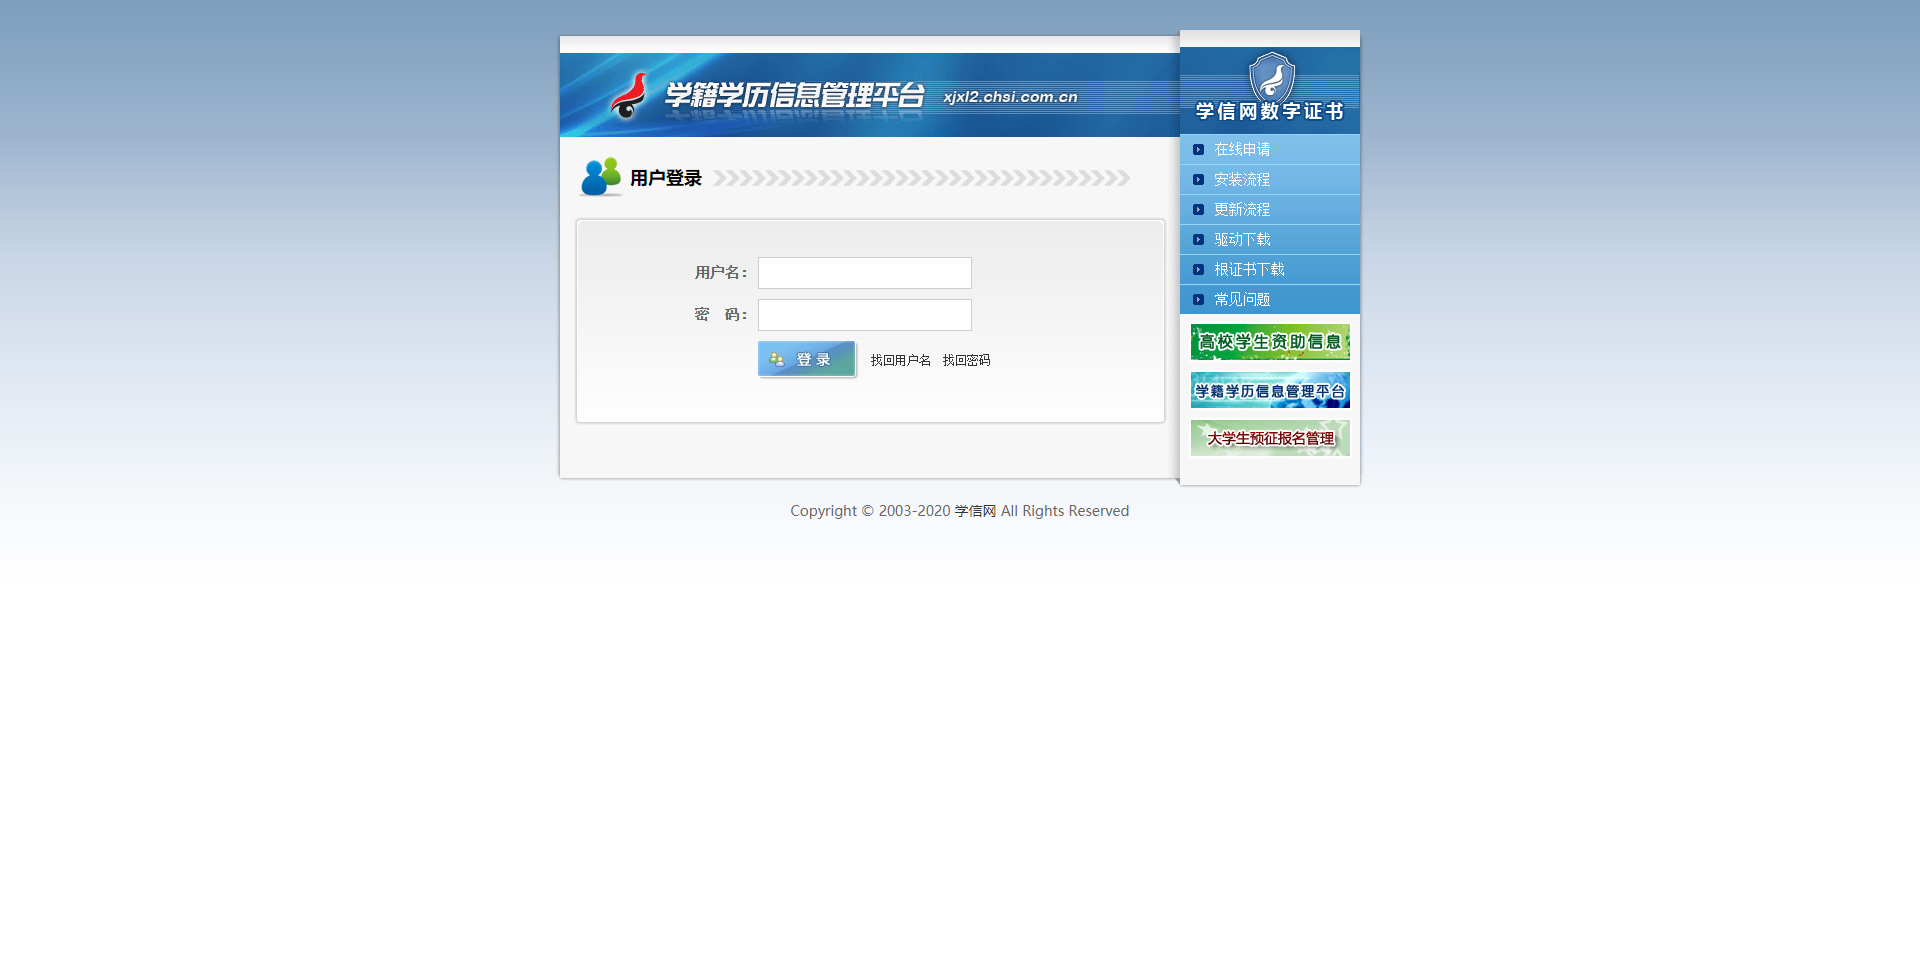 学籍学历信息管理平台 xjxl2.chsi.com.cn
用户登录
用户名：
密 码：
登 录 找回用户名 找回密码
学信网数字证书
在线申请
安装流程
更新流程
驱动下载
根证书下载
常见问题
高校学生资助信息
学籍学历信息管理平台
大学生预征报名管理
Copyright © 2003-2020 学信网 All Rights Reserved